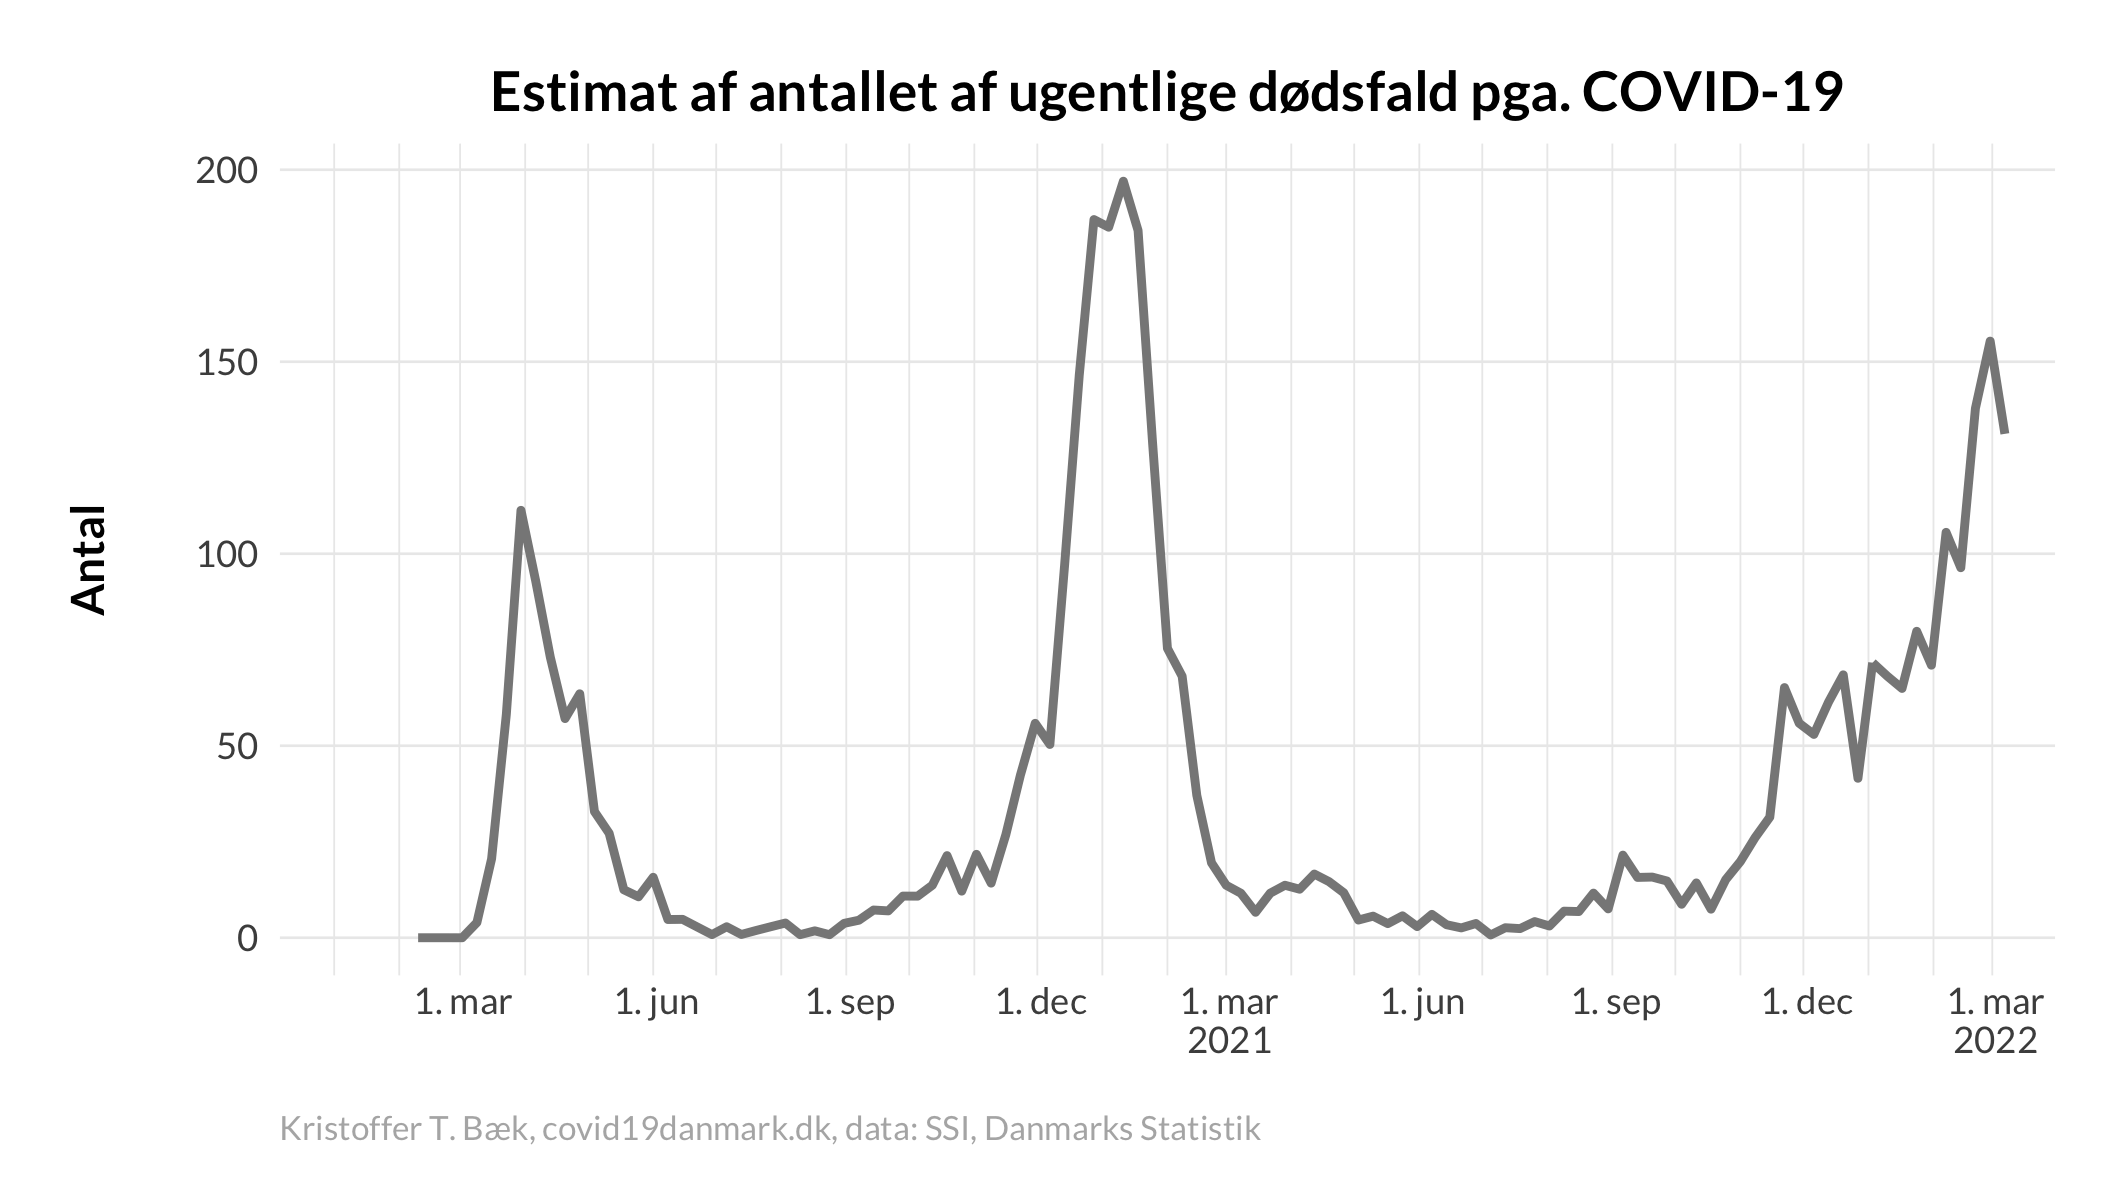 Estimat af antallet af ugentlige dødsfald pga. COVID-19
Antal
200
150
100
50
0
1. mar
1. jun
1. sep
1. dec
1. mar
2021
1. jun
1. sep
1. dec
1. mar
2022
Kristoffer T. Bæk, covid19danmark.dk, data: SSI, Danmarks Statistik